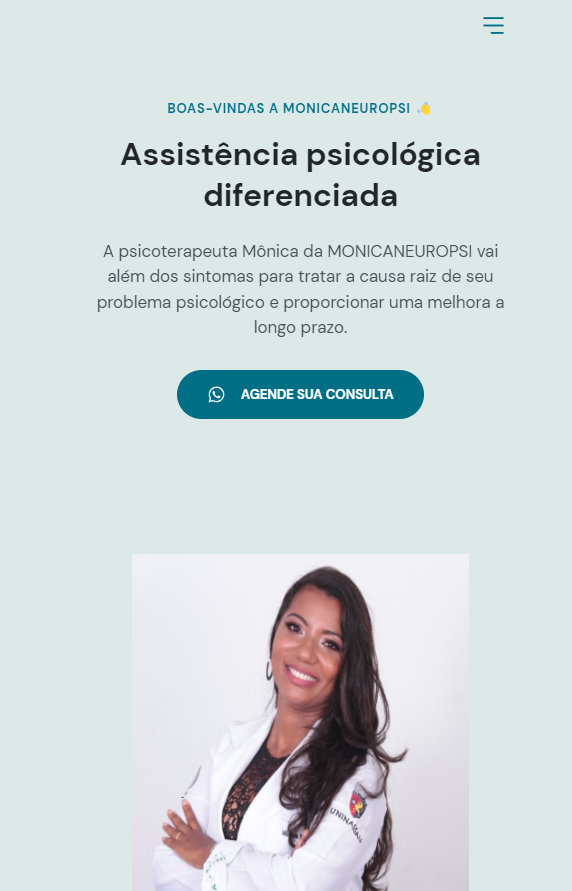 BOAS-VINDAS A MONICANEUROPSI 👋
Assistência psicológica
diferenciada
A psicoterapeuta Mônica da MONICANEUROPSI vai
além dos sintomas para tratar a causa raiz de seu
problema psicológico e proporcionar uma melhora a
longo prazo.
AGENDE SUA CONSULTA